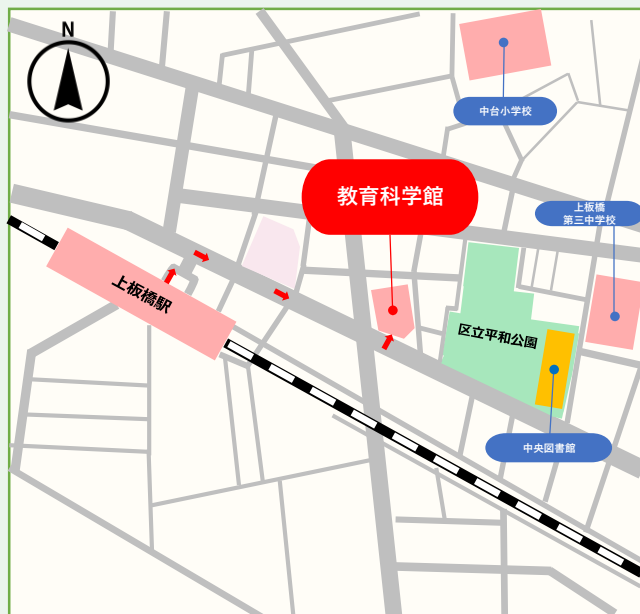 N
中台小学校
教育科学館
上板橋
第三中学校
上板橋駅
区立平和公園
中央図書館